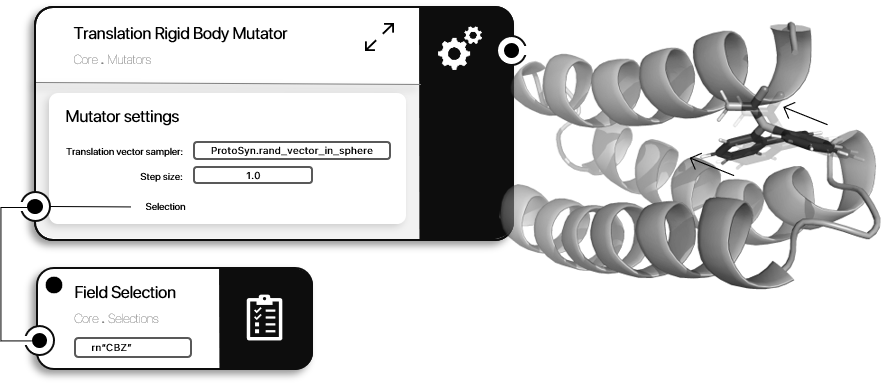 Translation Rigid Body Mutator
Core . Mutators
Mutator settings
Translation vector sampler: ProtoSyn.rand_vector_in_sphere
Step size: 1.0
Selection
Field Selection
Core . Selections
rn"CBZ"